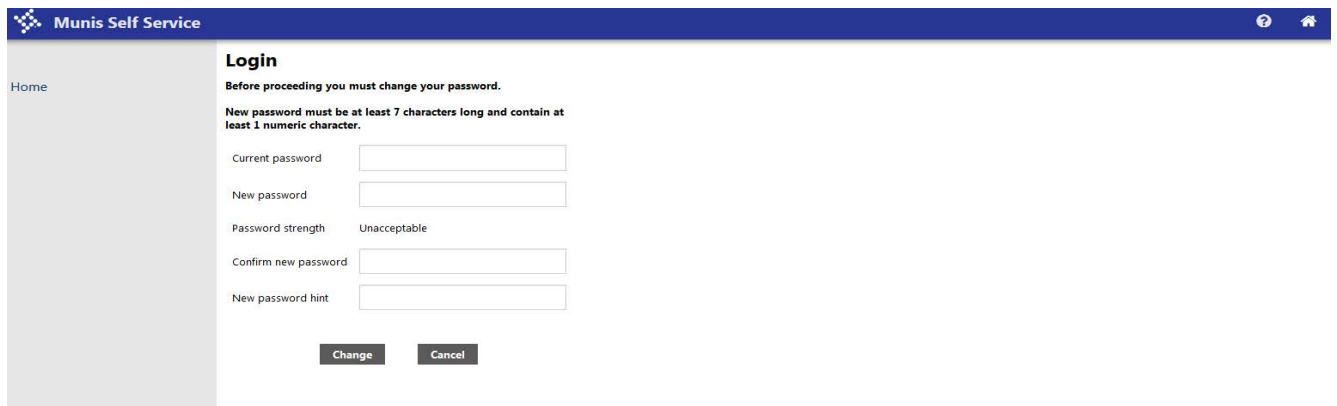 Munis Self Service
Home
Login
Before proceeding you must change your password.
New password must be at least 7 characters long and contain at
least 1 numeric character.
Current password
New password
Password strength Unacceptable
Confirm new password
New password hint
Change Cancel